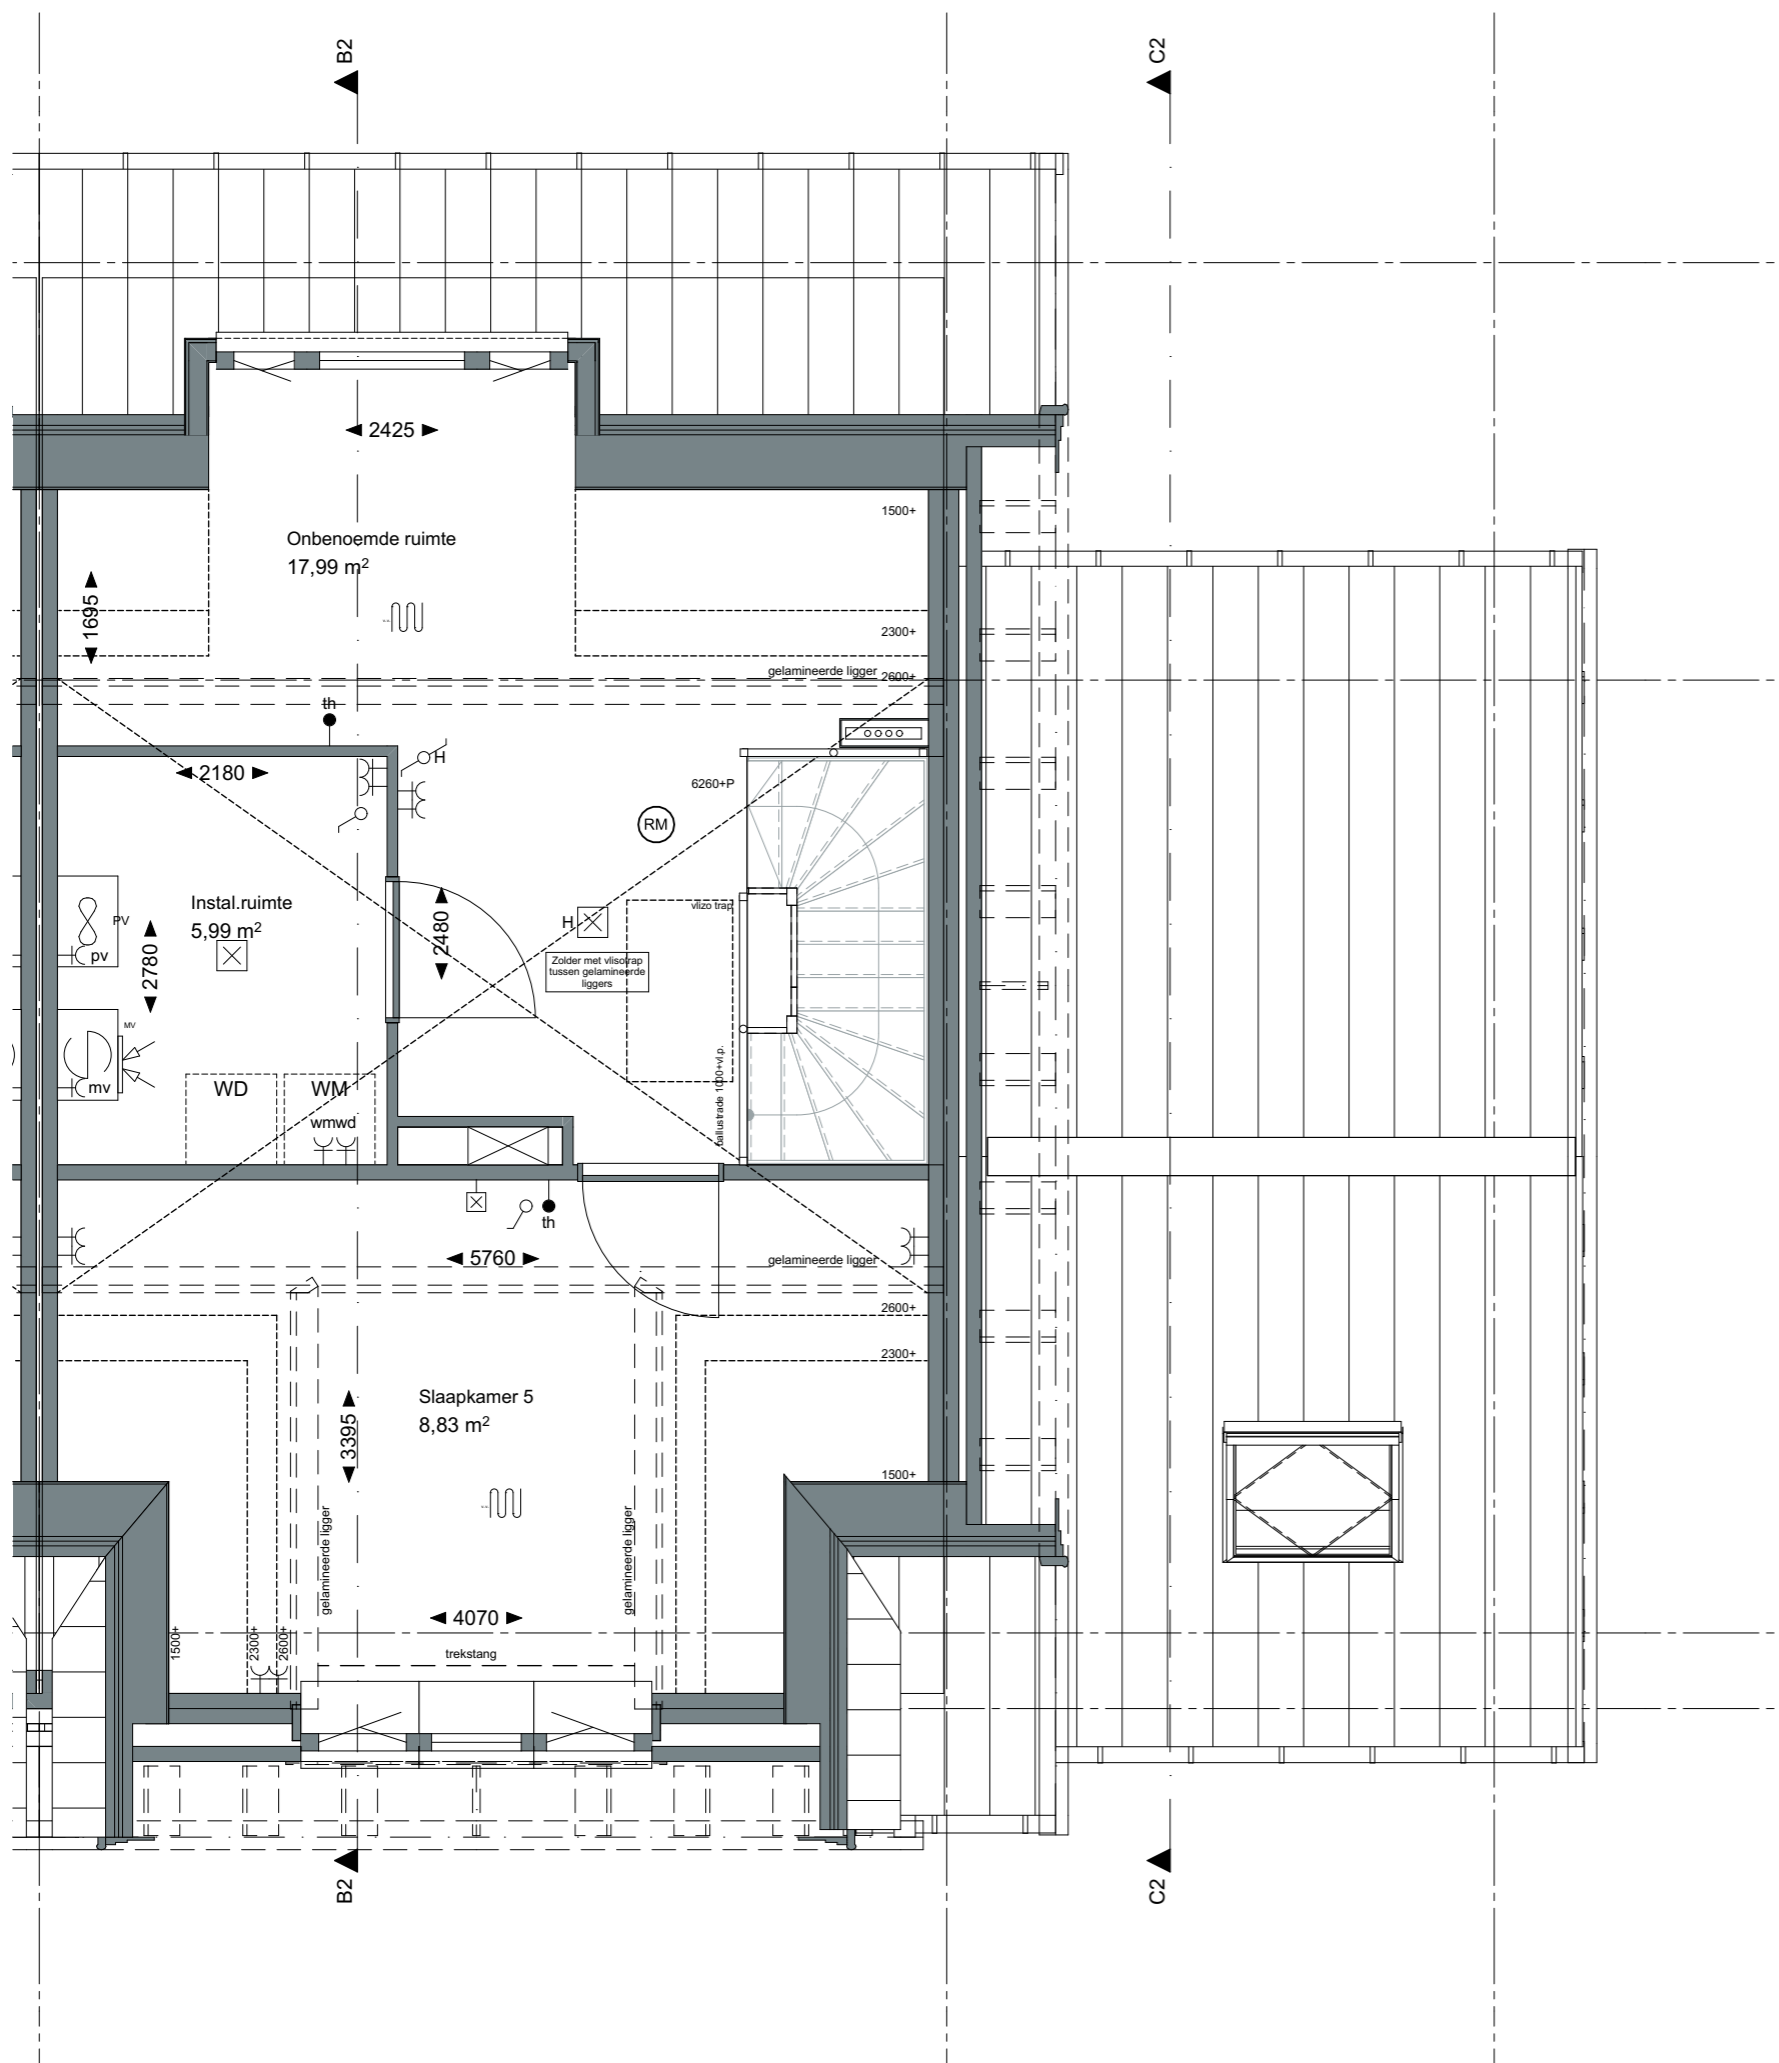 B2
C2
2425
1500+
Onbenoemde ruimte
17,99 m²
1695
2300+
gelamineerde ligger
2600+
th
H
2180
6260+P
RM
Instal.ruimte
5,99 m²
PV
pv
2780
2480
H
vlizo trap
Zolder met vlisotrap
tussen gelamineerde
liggers
MV
mv
WD
WM
wmwd
ballustrade 1000+vl.p.
th
5760
gelamineerde ligger
2600+
2300+
Slaapkamer 5
8,83 m²
3395
1500+
gelamineerde ligger
gelamineerde ligger
4070
1500+
2300+
2600+
trekstang
B2
C2